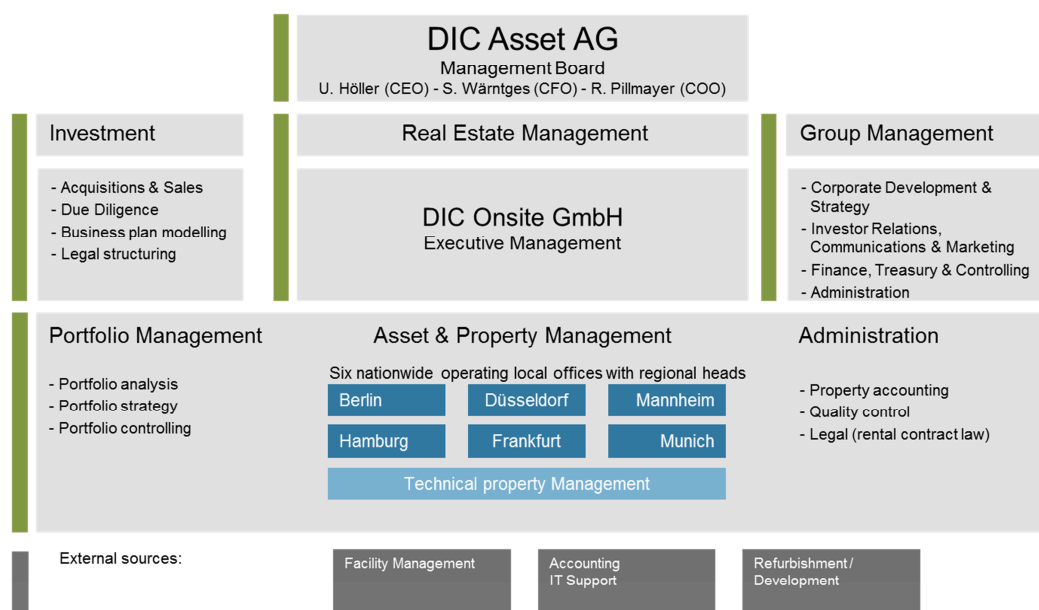 DIC Asset AG
Management Board
U. Höller (CEO) - S. Wärntges (CFO) - R. Pillmayer (COO)
Investment
- Acquisitions & Sales
- Due Diligence
- Business plan modelling
- Legal structuring
Real Estate Management
DIC Onsite GmbH
Executive Management
Group Management
- Corporate Development &
Strategy
- Investor Relations,
Communications & Marketing
- Finance, Treasury & Controlling
- Administration
Portfolio Management
- Portfolio analysis
- Portfolio strategy
- Portfolio controlling
Asset & Property Management
Six nationwide operating local offices with regional heads
Berlin
Düsseldorf
Mannheim
Hamburg
Frankfurt
Munich
Technical property Management
Administration
- Property accounting
- Quality control
- Legal (rental contract law)
External sources:
Facility Management
Accounting
IT Support
Refurbishment /
Development